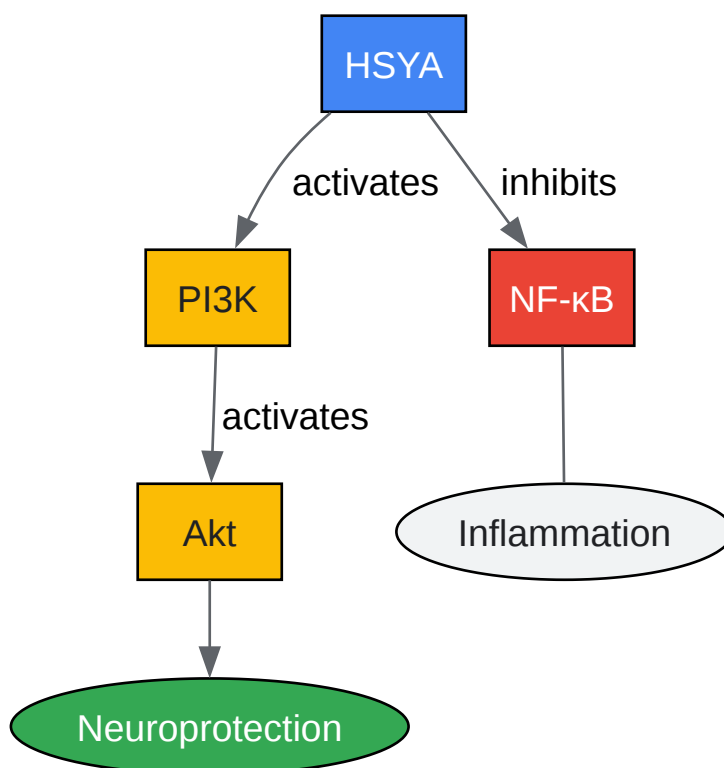 HSYA
activates
inhibits
PI3K
NF-κB
activates
Akt
Inflammation
Neuroprotection